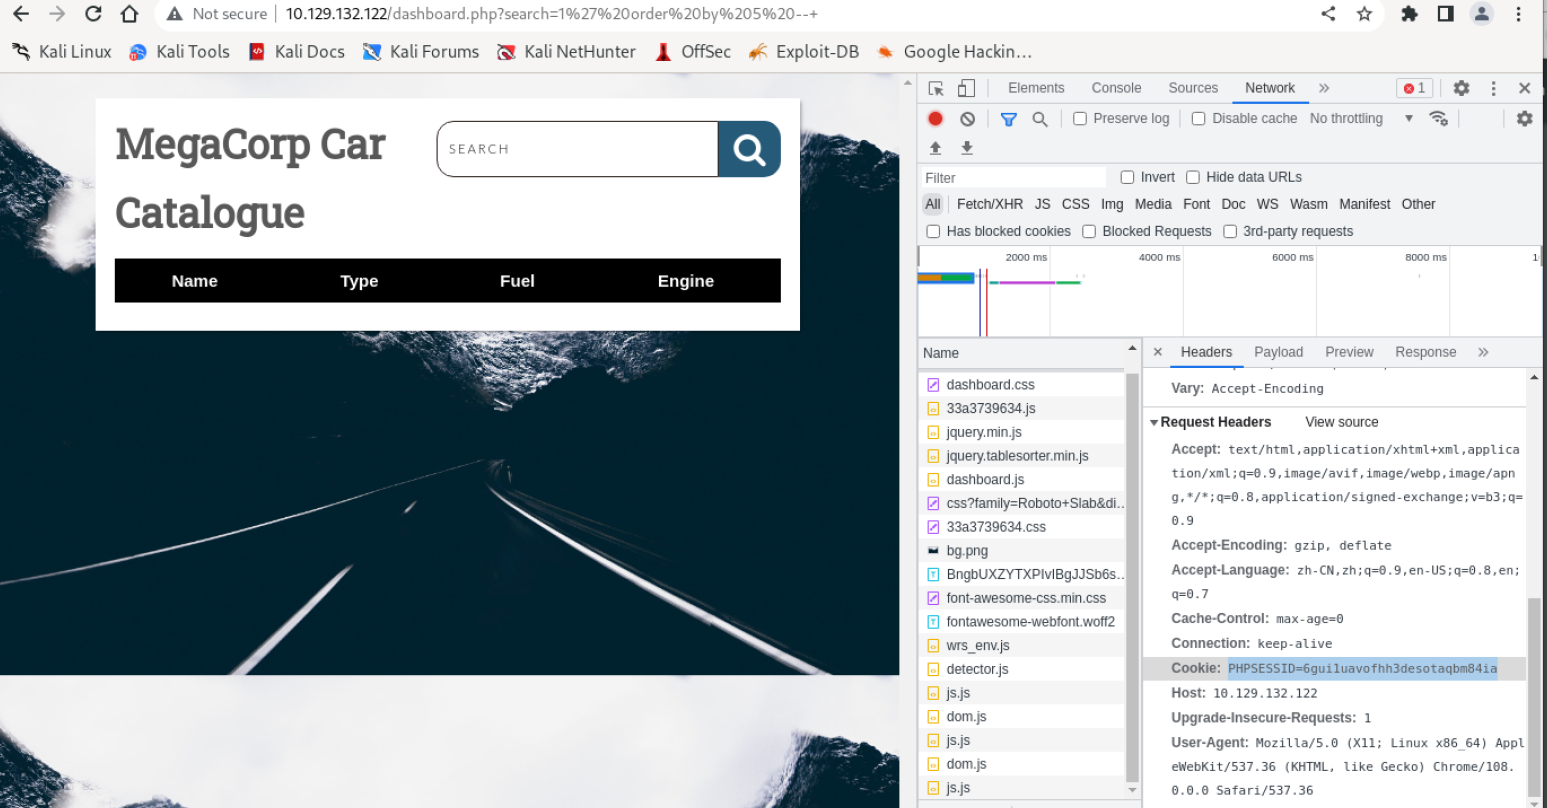 Not secure | 10.129.132.122/dashboard.php?search=1%27%20order%20by%205%20--+
Kali Linux Kali Tools Kali Docs Kali Forums Kali NetHunter OffSec Exploit-DB Google Hackin…
MegaCorp Car
Catalogue
SEARCH
Name Type Fuel Engine
Elements Console Sources Network 1
Preserve log Disable cache No throttling
Filter Invert Hide data URLs
All Fetch/XHR JS CSS Img Media Font Doc WS Wasm Manifest Other
Has blocked cookies Blocked Requests 3rd-party requests
2000 ms 4000 ms 6000 ms 8000 ms 1
Name
dashboard.css
33a3739634.js
jquery.min.js
jquery.tablesorter.min.js
dashboard.js
css?family=Roboto+Slab&di…
33a3739634.css
bg.png
BngbUXZYTXPIvIBgJJSb6s…
font-awesome-css.min.css
fontawesome-webfont.woff2
wrs_env.js
detector.js
js.js
dom.js
js.js
dom.js
js.js
Headers Payload Preview Response
Vary: Accept-Encoding
Request Headers View source
Accept: text/html,application/xhtml+xml,applica
tion/xml;q=0.9,image/avif,image/webp,image/apn
g,*/*;q=0.8,application/signed-exchange;v=b3;q=
0.9
Accept-Encoding: gzip, deflate
Accept-Language: zh-CN,zh;q=0.9,en-US;q=0.8,en;
q=0.7
Cache-Control: max-age=0
Connection: keep-alive
Cookie: PHPSESSID=6gui1uavofhh3desotaqbm84ia
Host: 10.129.132.122
Upgrade-Insecure-Requests: 1
User-Agent: Mozilla/5.0 (X11; Linux x86_64) Appl
eWebKit/537.36 (KHTML, like Gecko) Chrome/108.
0.0.0 Safari/537.36